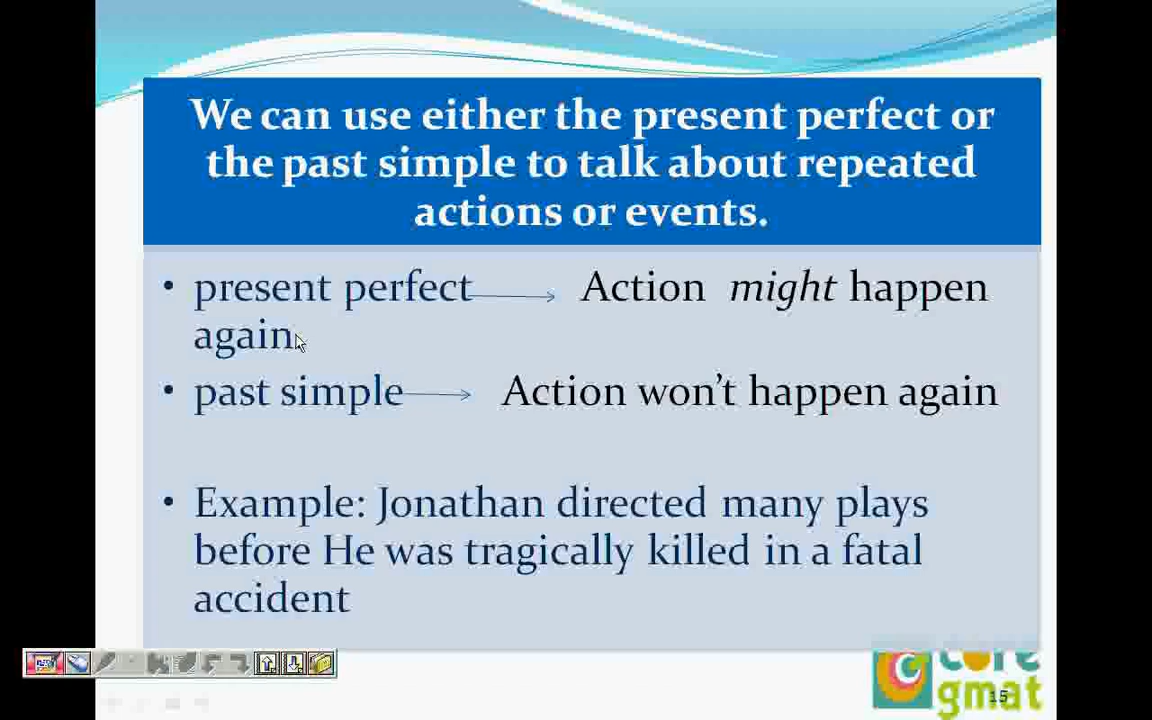 We can use either the present perfect or
the past simple to talk about repeated
actions or events.
• present perfect → Action might happen
again
• past simple → Action won't happen again
• Example: Jonathan directed many plays
before He was tragically killed in a fatal
accident
core
gmat
15